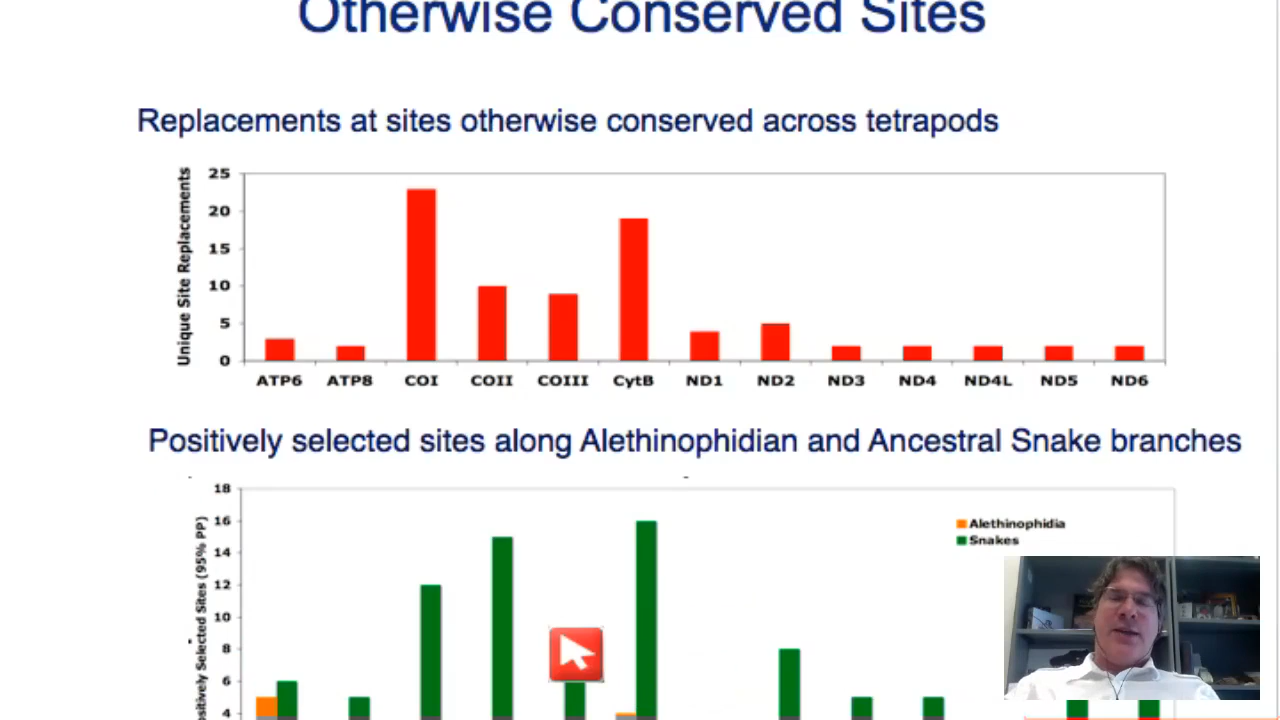 Otherwise Conserved Sites
Replacements at sites otherwise conserved across tetrapods
Unique Site Replacements
25
20
15
10
5
0
ATP6 ATP8 COI COII COIII CytB ND1 ND2 ND3 ND4 ND4L ND5 ND6
Positively selected sites along Alethinophidian and Ancestral Snake branches
ositively Selected Sites (95% PP)
18
16
14
12
10
8
6
4
Alethinophidia
Snakes